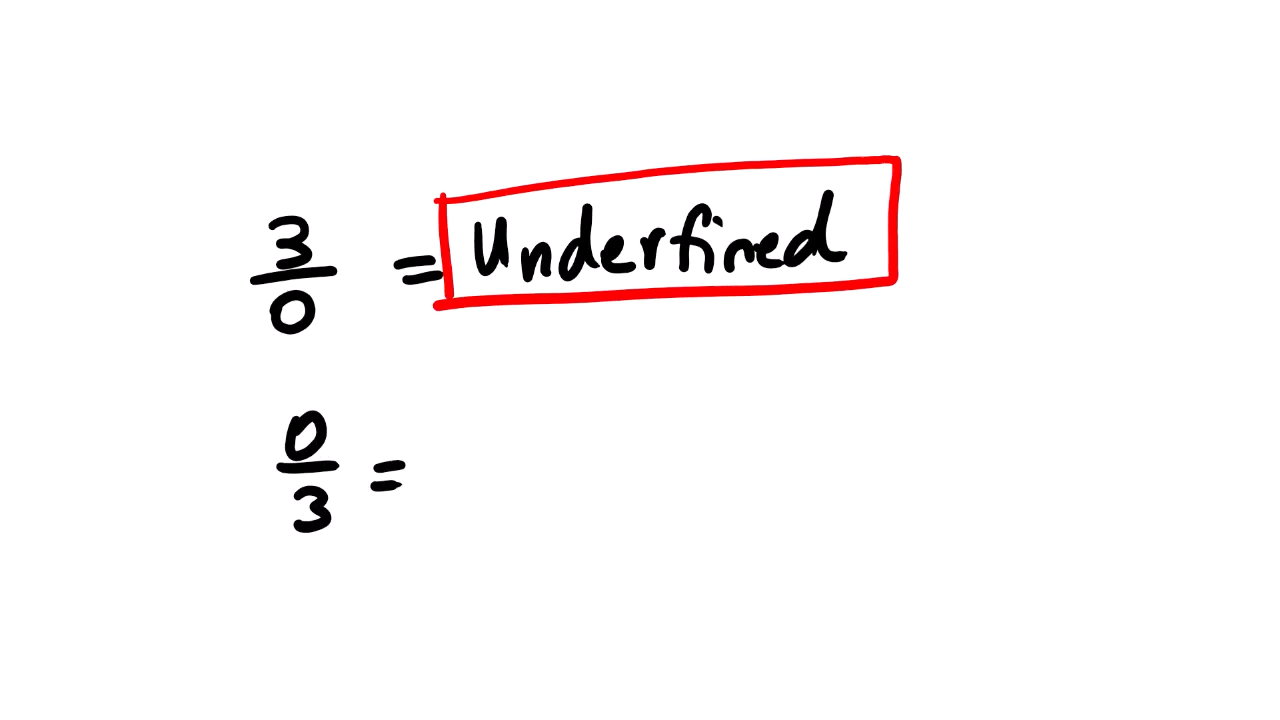 3/0 = Underfined
0/3 =